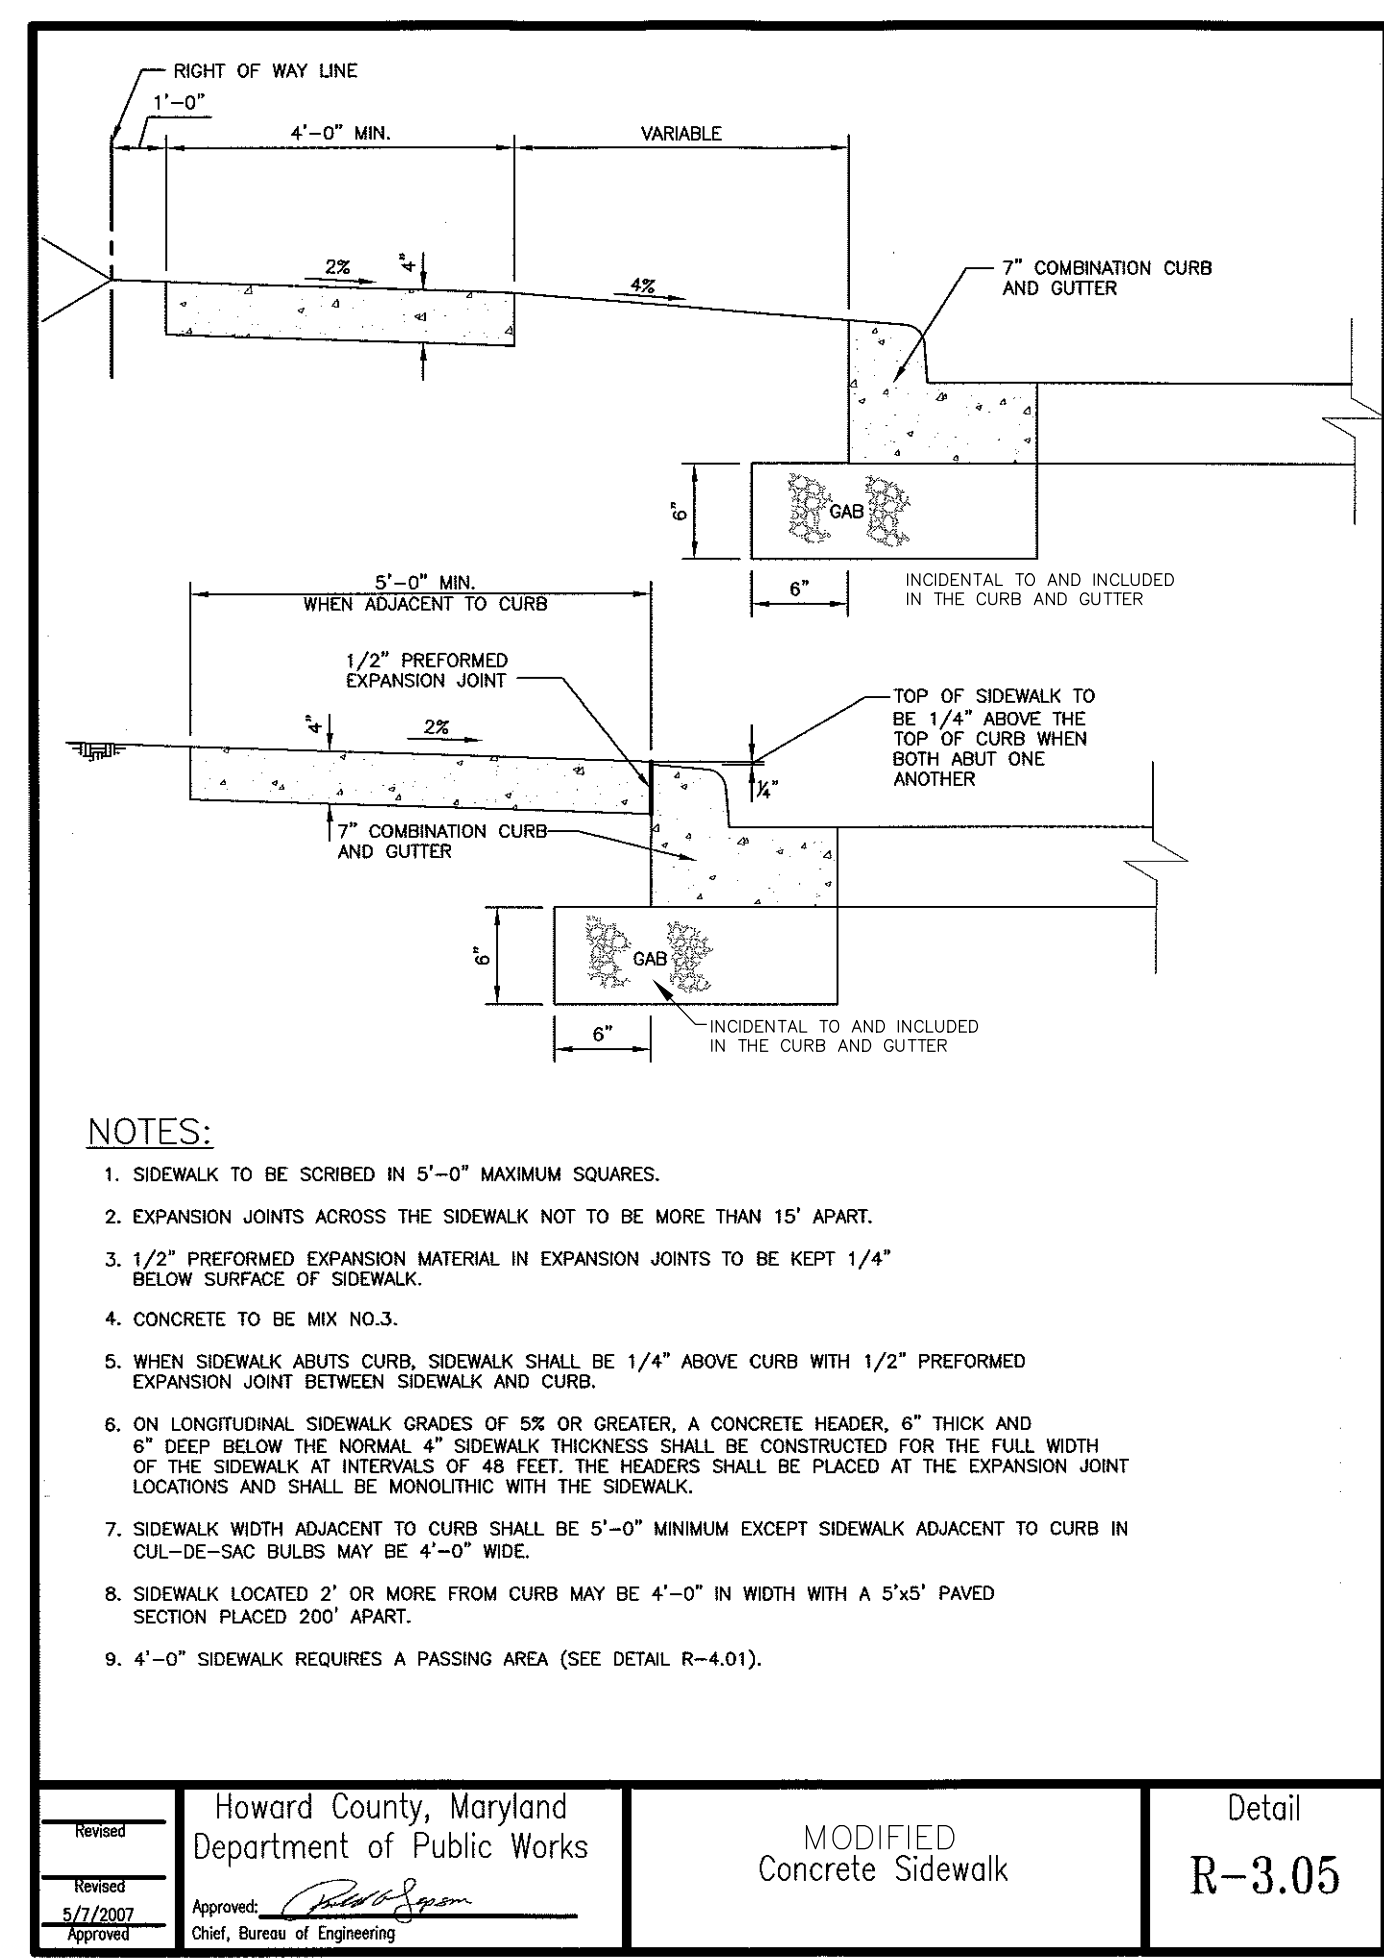 RIGHT OF WAY LINE
1'-0"
4'-0" MIN.
VARIABLE
2%
4"
4%
7" COMBINATION CURB
AND GUTTER
6"
GAB
6"
INCIDENTAL TO AND INCLUDED
IN THE CURB AND GUTTER
5'-0" MIN.
WHEN ADJACENT TO CURB
1/2" PREFORMED
EXPANSION JOINT
TOP OF SIDEWALK TO
BE 1/4" ABOVE THE
TOP OF CURB WHEN
BOTH ABUT ONE
ANOTHER
4"
2%
1/4"
7" COMBINATION CURB
AND GUTTER
6"
GAB
6"
INCIDENTAL TO AND INCLUDED
IN THE CURB AND GUTTER
NOTES:
1. SIDEWALK TO BE SCRIBED IN 5'-0" MAXIMUM SQUARES.
2. EXPANSION JOINTS ACROSS THE SIDEWALK NOT TO BE MORE THAN 15' APART.
3. 1/2" PREFORMED EXPANSION MATERIAL IN EXPANSION JOINTS TO BE KEPT 1/4"
BELOW SURFACE OF SIDEWALK.
4. CONCRETE TO BE MIX NO.3.
5. WHEN SIDEWALK ABUTS CURB, SIDEWALK SHALL BE 1/4" ABOVE CURB WITH 1/2" PREFORMED
EXPANSION JOINT BETWEEN SIDEWALK AND CURB.
6. ON LONGITUDINAL SIDEWALK GRADES OF 5% OR GREATER, A CONCRETE HEADER, 6" THICK AND
6" DEEP BELOW THE NORMAL 4" SIDEWALK THICKNESS SHALL BE CONSTRUCTED FOR THE FULL WIDTH
OF THE SIDEWALK AT INTERVALS OF 48 FEET. THE HEADERS SHALL BE PLACED AT THE EXPANSION JOINT
LOCATIONS AND SHALL BE MONOLITHIC WITH THE SIDEWALK.
7. SIDEWALK WIDTH ADJACENT TO CURB SHALL BE 5'-0" MINIMUM EXCEPT SIDEWALK ADJACENT TO CURB IN
CUL-DE-SAC BULBS MAY BE 4'-0" WIDE.
8. SIDEWALK LOCATED 2' OR MORE FROM CURB MAY BE 4'-0" IN WIDTH WITH A 5'x5' PAVED
SECTION PLACED 200' APART.
9. 4'-0" SIDEWALK REQUIRES A PASSING AREA (SEE DETAIL R-4.01).
Revised
Revised
5/7/2007
Approved
Howard County, Maryland
Department of Public Works
Approved:
Chief, Bureau of Engineering
MODIFIED
Concrete Sidewalk
Detail
R-3.05